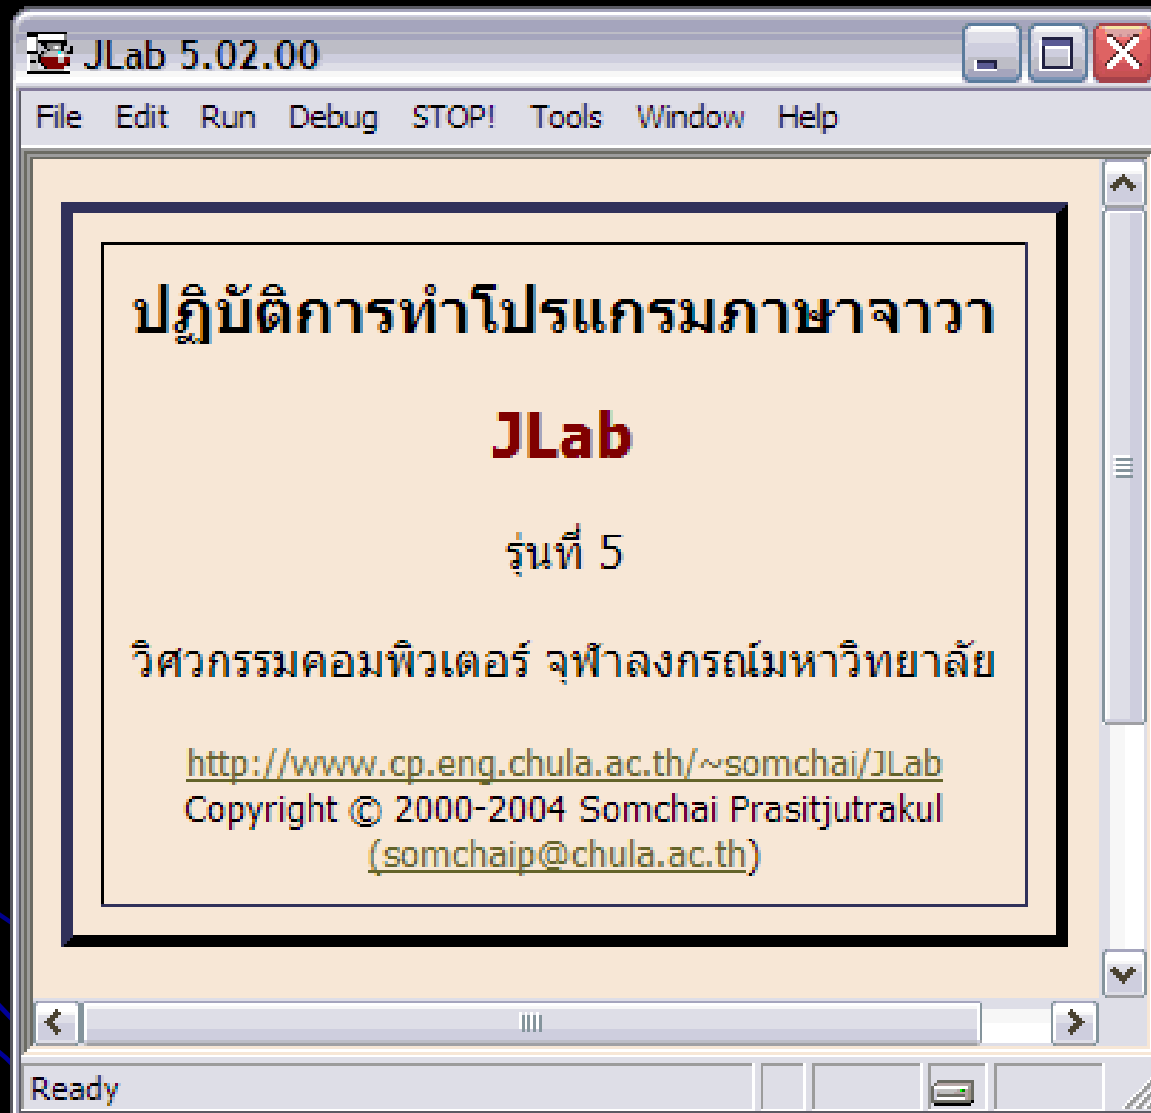 JLab 5.02.00
File Edit Run Debug STOP! Tools Window Help
ปฏิบัติการทำโปรแกรมภาษาจาวา
JLab
รุ่นที่ 5
วิศวกรรมคอมพิวเตอร์ จุฬาลงกรณ์มหาวิทยาลัย
http://www.cp.eng.chula.ac.th/~somchai/JLab
Copyright © 2000-2004 Somchai Prasitjutrakul
(somchaip@chula.ac.th)
Ready